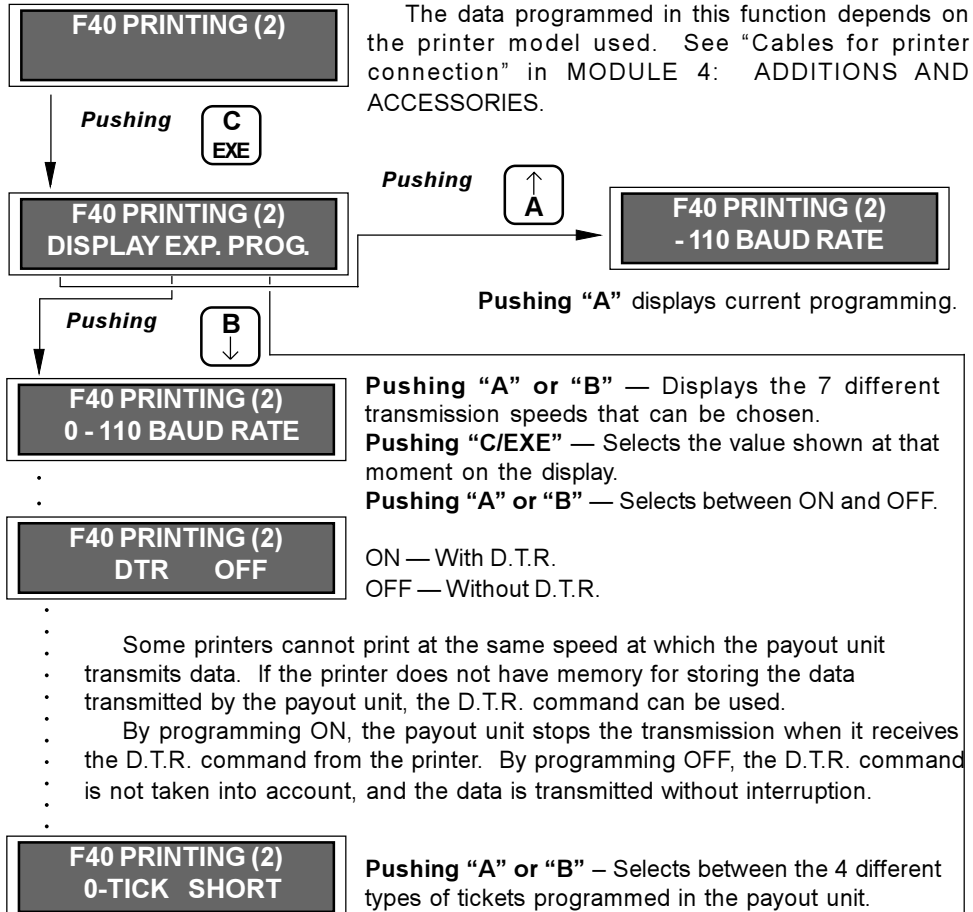 F40 PRINTING (2)
The data programmed in this function depends on
the printer model used. See “Cables for printer
connection” in MODULE 4: ADDITIONS AND
ACCESSORIES.
Pushing
C
EXE
F40 PRINTING (2)
DISPLAY EXP. PROG.
Pushing
↑
A
F40 PRINTING (2)
- 110 BAUD RATE
Pushing “A” displays current programming.
Pushing
B
↓
F40 PRINTING (2)
0 - 110 BAUD RATE
Pushing “A” or “B” — Displays the 7 different
transmission speeds that can be chosen.
Pushing “C/EXE” — Selects the value shown at that
moment on the display.
Pushing “A” or “B” — Selects between ON and OFF.
F40 PRINTING (2)
DTR OFF
ON — With D.T.R.
OFF — Without D.T.R.
Some printers cannot print at the same speed at which the payout unit
transmits data. If the printer does not have memory for storing the data
transmitted by the payout unit, the D.T.R. command can be used.
By programming ON, the payout unit stops the transmission when it receives
the D.T.R. command from the printer. By programming OFF, the D.T.R. command
is not taken into account, and the data is transmitted without interruption.
F40 PRINTING (2)
0-TICK SHORT
Pushing “A” or “B” – Selects between the 4 different
types of tickets programmed in the payout unit.